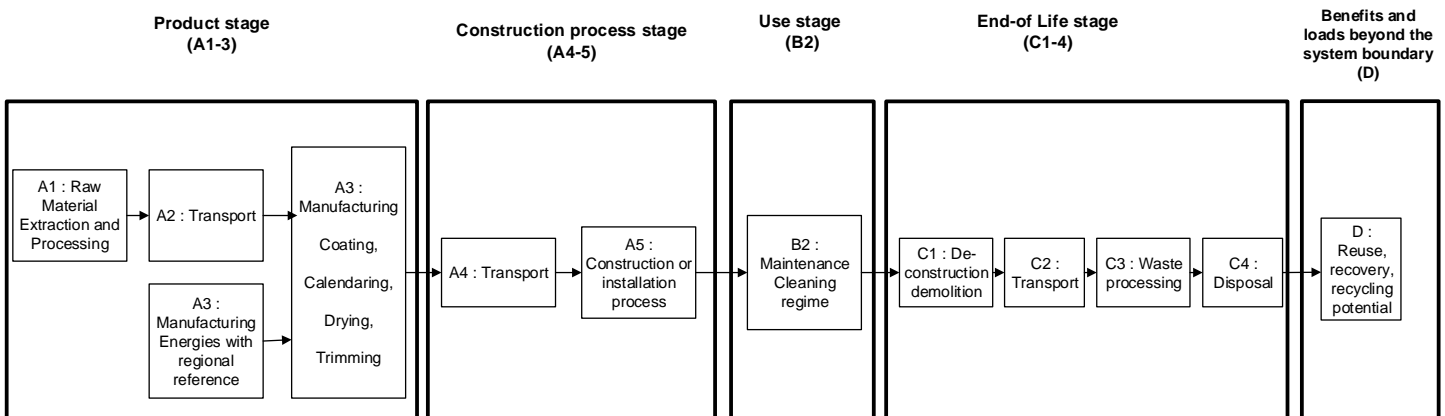 Product stage
(A1-3)
Construction process stage
(A4-5)
Use stage
(B2)
End-of Life stage
(C1-4)
Benefits and
loads beyond the
system boundary
(D)
A1 : Raw
Material
Extraction and
Processing
A2 : Transport
A3 :
Manufacturing
Energies with
regional
reference
A3 :
Manufacturing
Coating,
Calendaring,
Drying,
Trimming
A4 : Transport
A5 :
Construction or
installation
process
B2 :
Maintenance
Cleaning
regime
C1 : De-
construction
demolition
C2 :
Transport
C3 : Waste
processing
C4 :
Disposal
D :
Reuse,
recovery,
recycling
potential